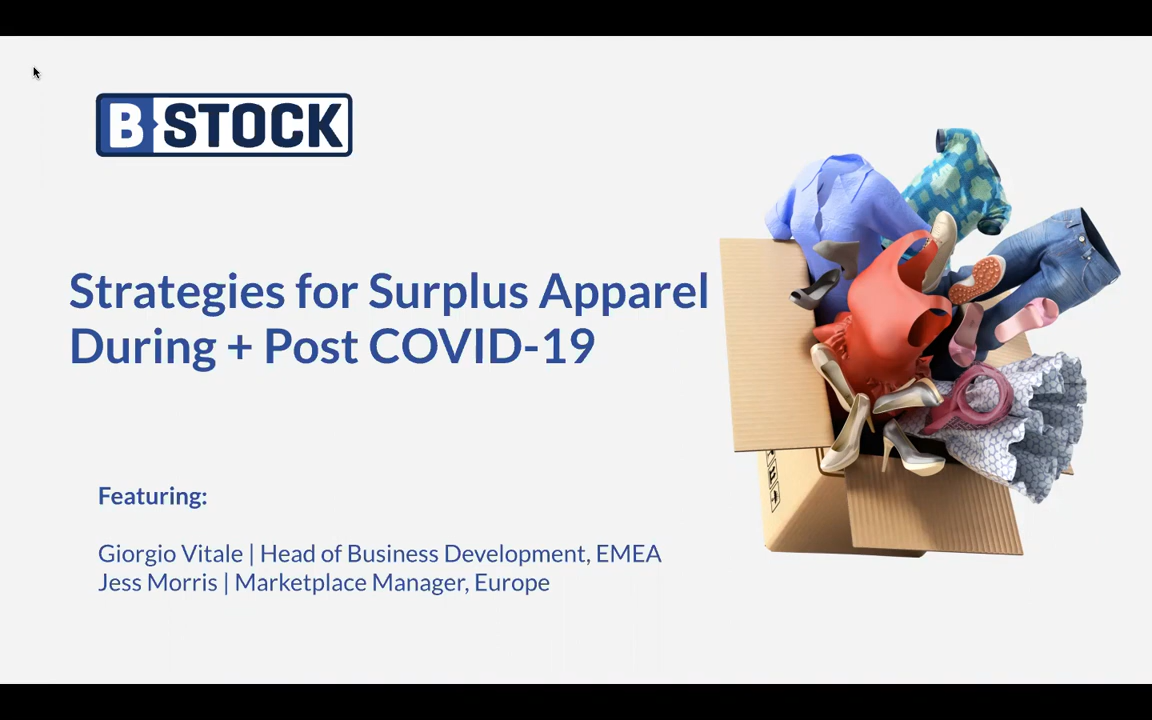 B STOCK
Strategies for Surplus Apparel
During + Post COVID-19
Featuring:
Giorgio Vitale | Head of Business Development, EMEA
Jess Morris | Marketplace Manager, Europe